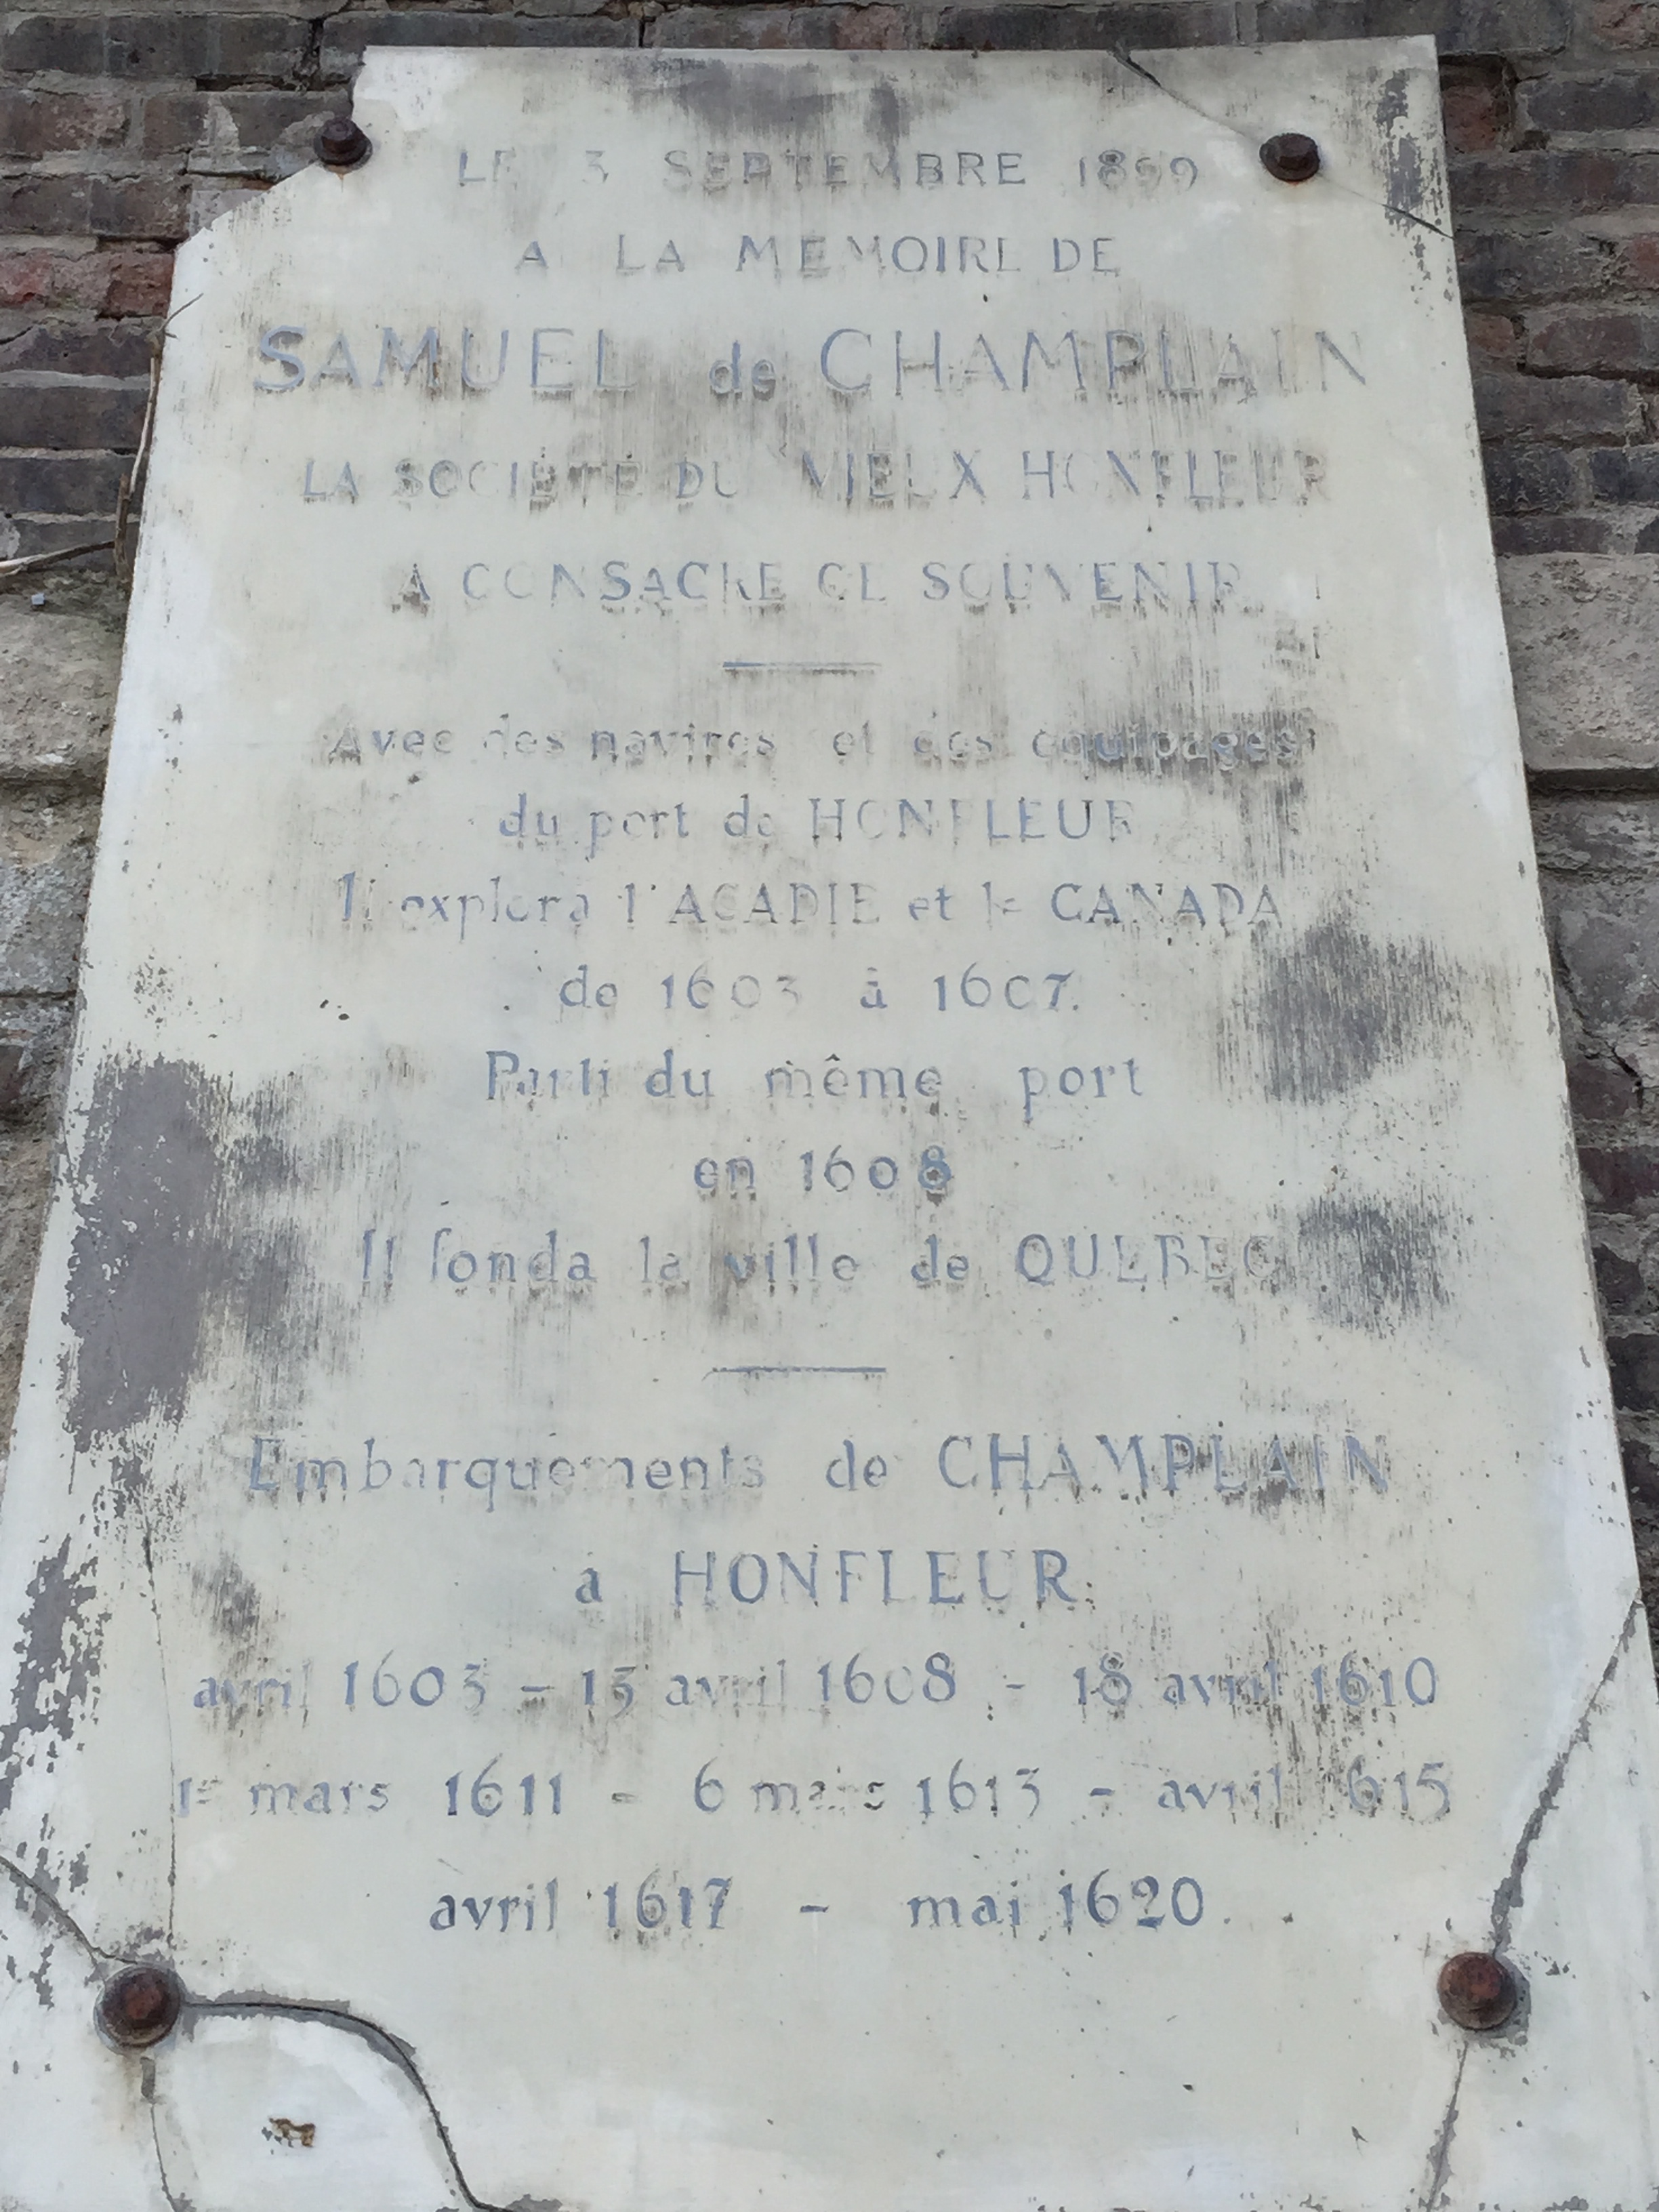 LE 3 SEPTEMBRE 1899
A LA MEMOIRE DE
SAMUEL de CHAMPLAIN
LA SOCIÉTÉ DU VIEUX HONFLEUR
A CONSACRE CE SOUVENIR
Avec des navires et des équipages
du port de HONFLEUR
Il explora l'ACADIE et le CANADA
de 1603 à 1607.
Parti du même port
en 1608
Il fonda la ville de QUEBEC
Embarquements de CHAMPLAIN
à HONFLEUR
avril 1603 - 13 avril 1608 - 18 avril 1610
1er mars 1611 - 6 mars 1613 - avril 1615
avril 1617 - mai 1620